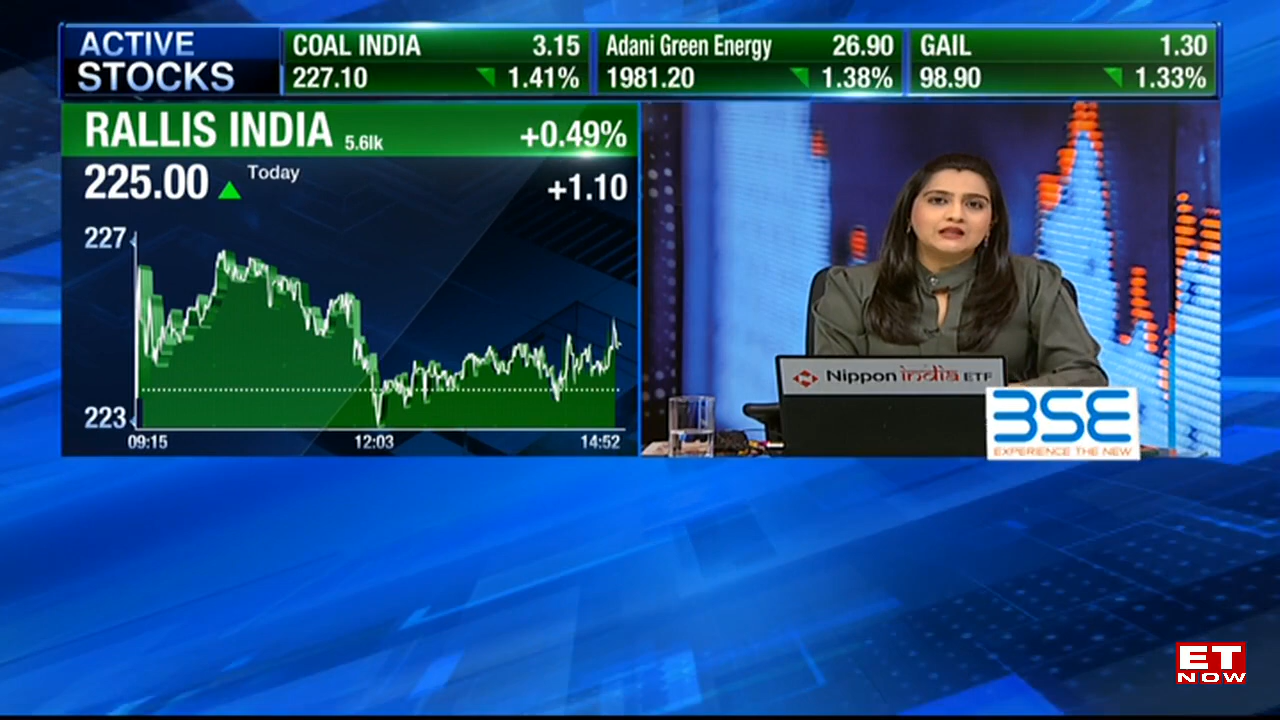 ACTIVE
STOCKS
COAL INDIA 3.15
227.10 1.41%
Adani Green Energy 26.90
1981.20 1.38%
GAIL 1.30
98.90 1.33%
RALLIS INDIA 5.6lk +0.49%
225.00 Today +1.10
227
223
09:15 12:03 14:52
Nippon india ETF
BSE
EXPERIENCE THE NEW
ET
NOW